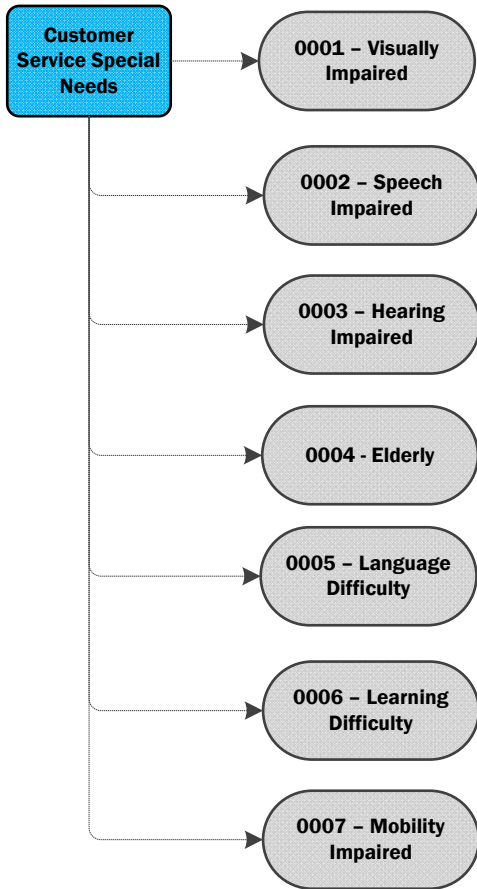 Customer
Service Special
Needs
0001 – Visually
Impaired
0002 – Speech
Impaired
0003 – Hearing
Impaired
0004 - Elderly
0005 – Language
Difficulty
0006 – Learning
Difficulty
0007 – Mobility
Impaired